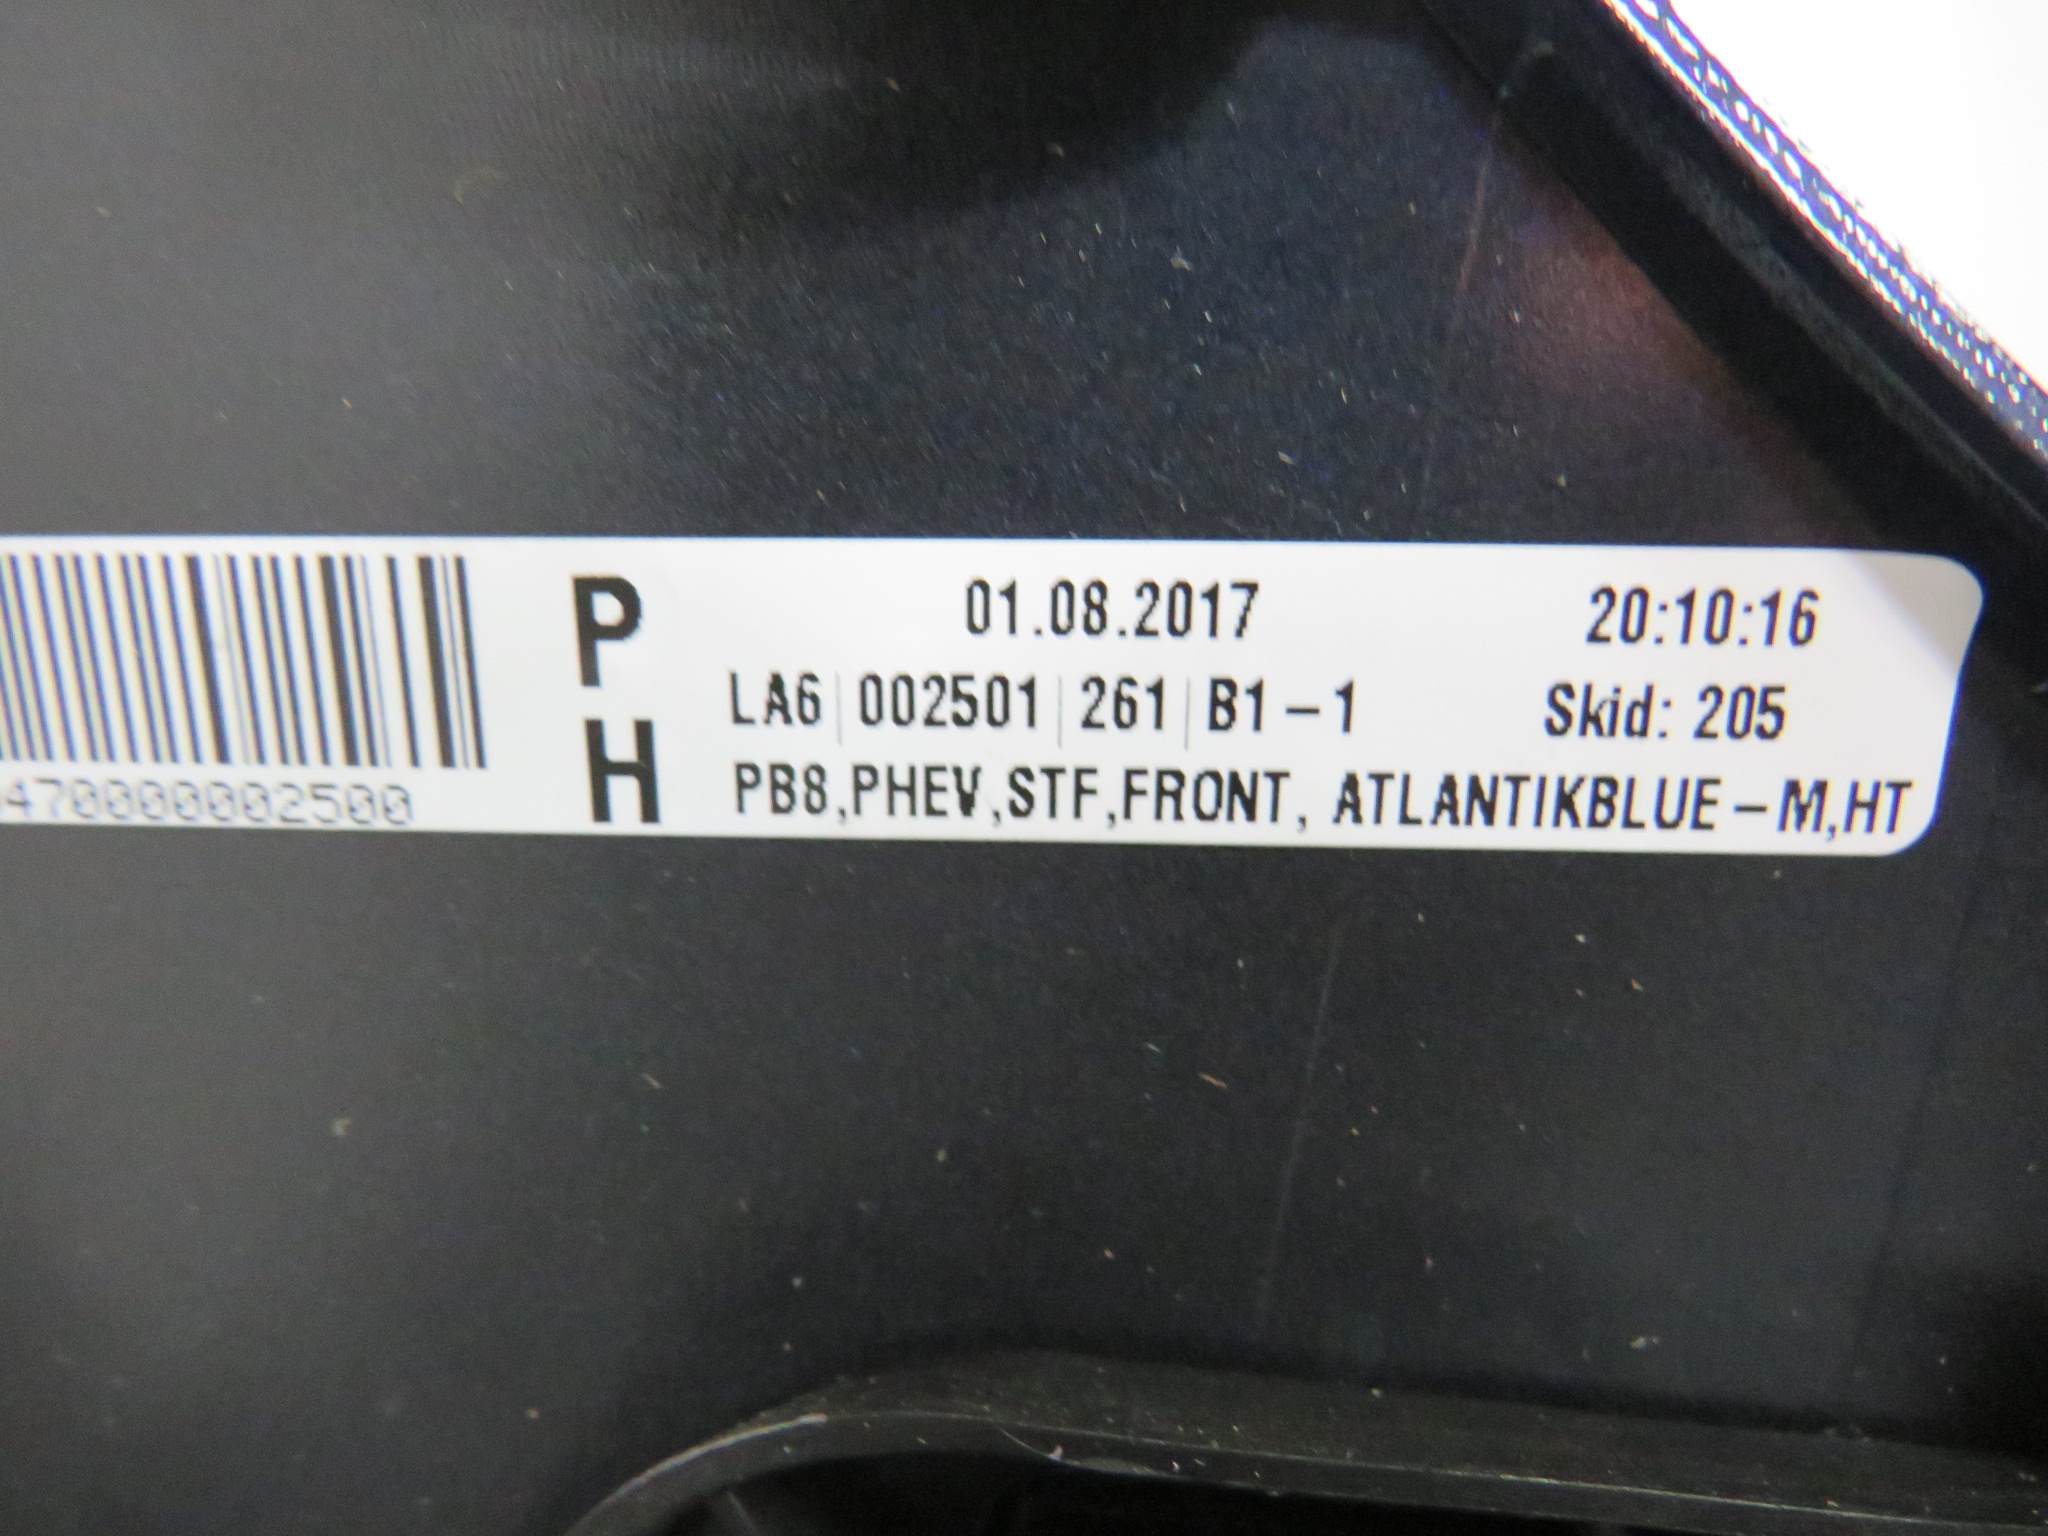 P
H
01.08.2017 20:10:16
LA6|002501|261|B1-1 Skid: 205
PB8,PHEV,STF,FRONT, ATLANTIKBLUE-M,HT
470000002500